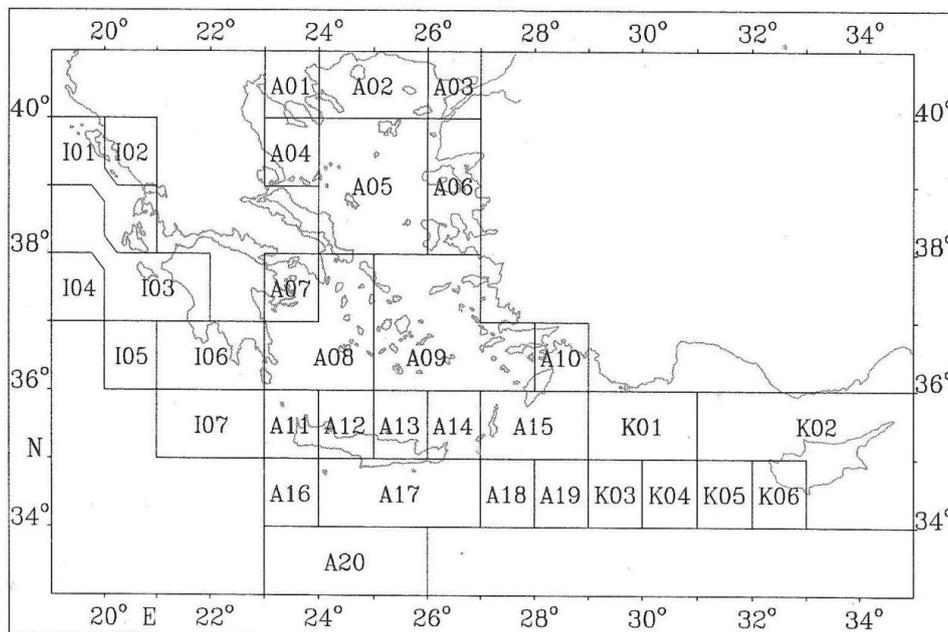 20° 22° 24° 26° 28° 30° 32° 34°
A01 A02 A03
40° 40°
I01 I02 A04
A05 A06
38° 38°
I04 I03 A07
I05 I06 A08 A09 A10
36° 36°
I07 A11 A12 A13 A14 A15 K01 K02
N
A16 A17 A18 A19 K03 K04 K05 K06
34° 34°
A20
20° E 22° 24° 26° 28° 30° 32° 34°